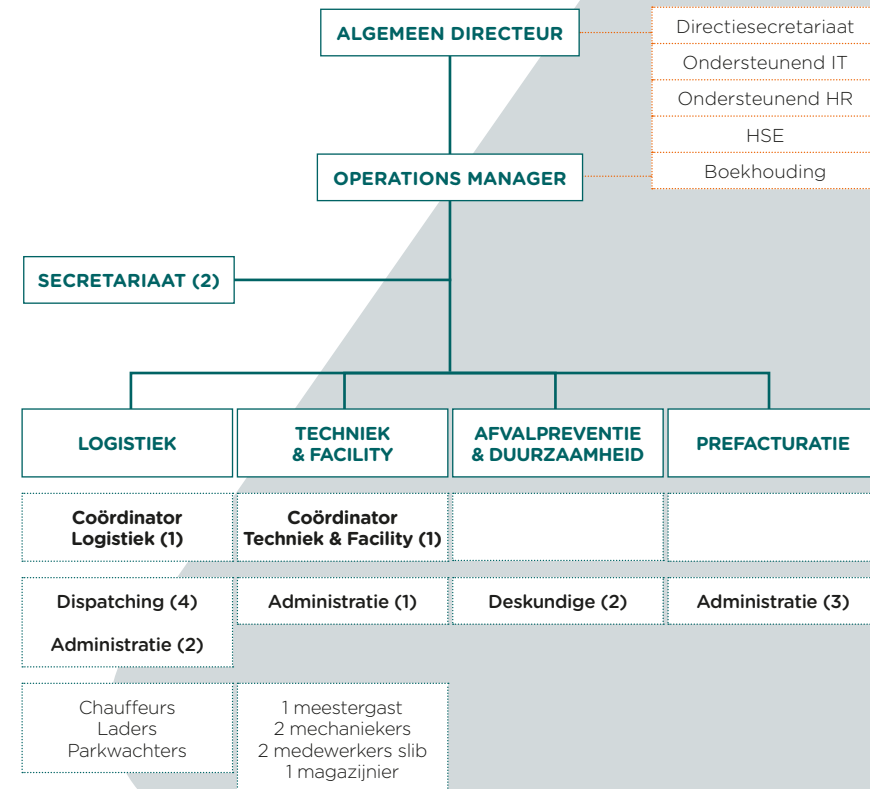 ALGEMEEN DIRECTEUR
Directiesecretariaat
Ondersteunend IT
Ondersteunend HR
HSE
Boekhouding
OPERATIONS MANAGER
SECRETARIAAT (2)
LOGISTIEK
TECHNIEK
& FACILITY
AFVALPREVENTIE
& DUURZAAMHEID
PREFACTURATIE
Coördinator
Logistiek (1)
Coördinator
Techniek & Facility (1)
Dispatching (4)
Administratie (2)
Administratie (1)
Deskundige (2)
Administratie (3)
Chauffeurs
Laders
Parkwachters
1 meestergast
2 mechaniekers
2 medewerkers slib
1 magazijnier